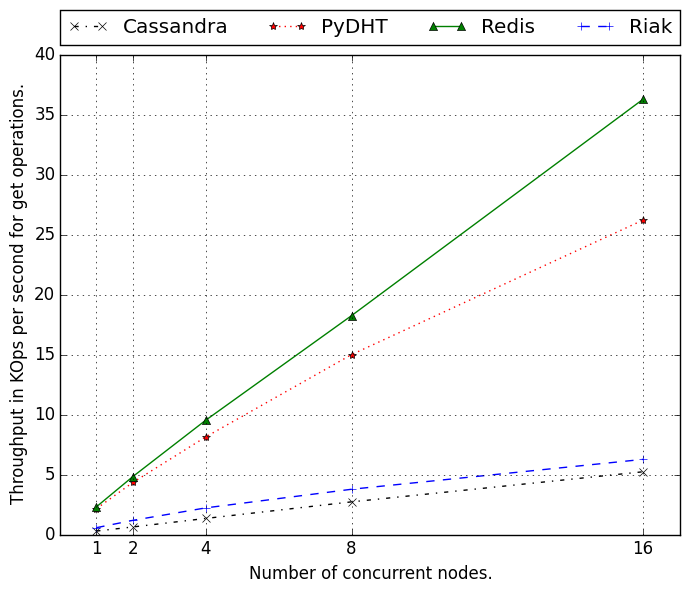 Cassandra PyDHT Redis Riak
40
35
30
25
20
15
10
5
0
Throughput in KOps per second for get operations.
1 2 4 8 16
Number of concurrent nodes.